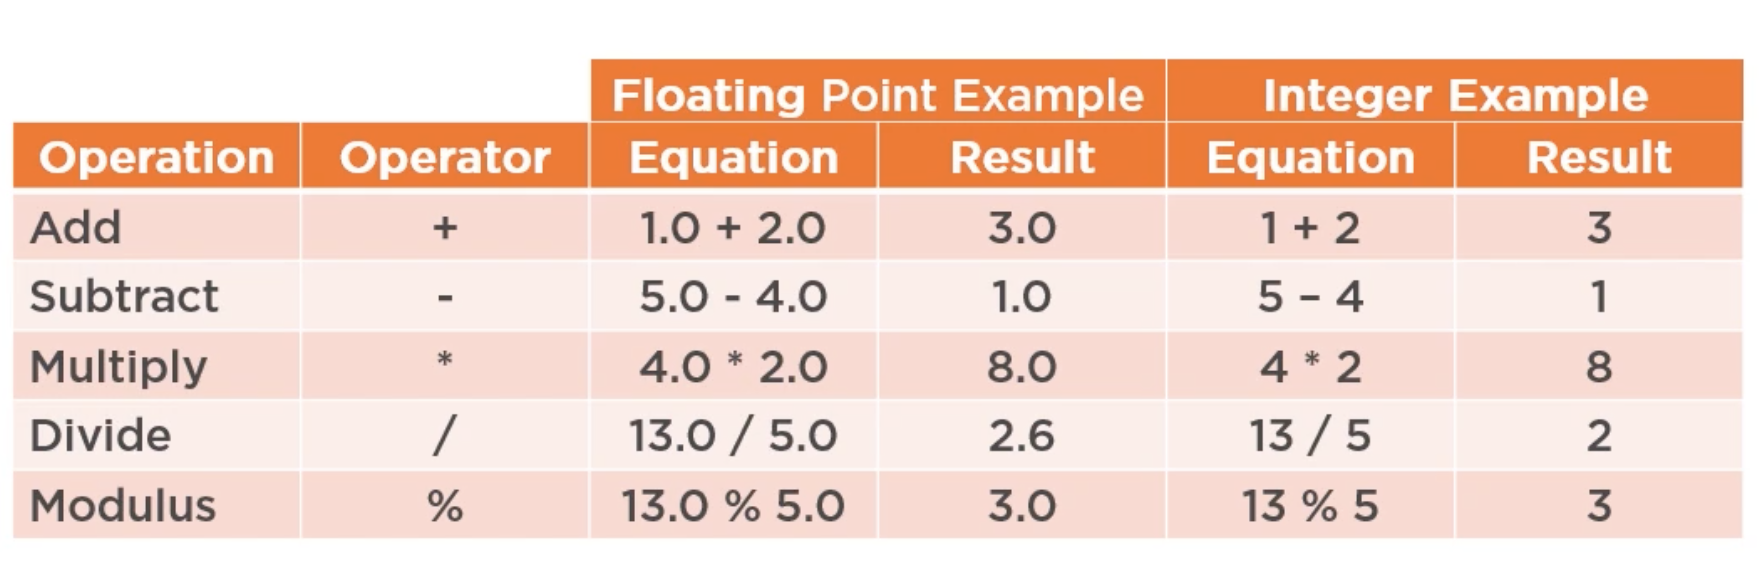 Floating Point Example Integer Example
Operation Operator Equation Result Equation Result
Add + 1.0 + 2.0 3.0 1 + 2 3
Subtract - 5.0 - 4.0 1.0 5 – 4 1
Multiply * 4.0 * 2.0 8.0 4 * 2 8
Divide / 13.0 / 5.0 2.6 13 / 5 2
Modulus % 13.0 % 5.0 3.0 13 % 5 3